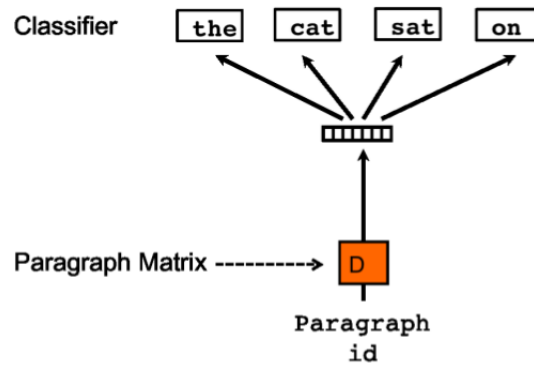 Classifier the cat sat on
Paragraph Matrix D
Paragraph
id